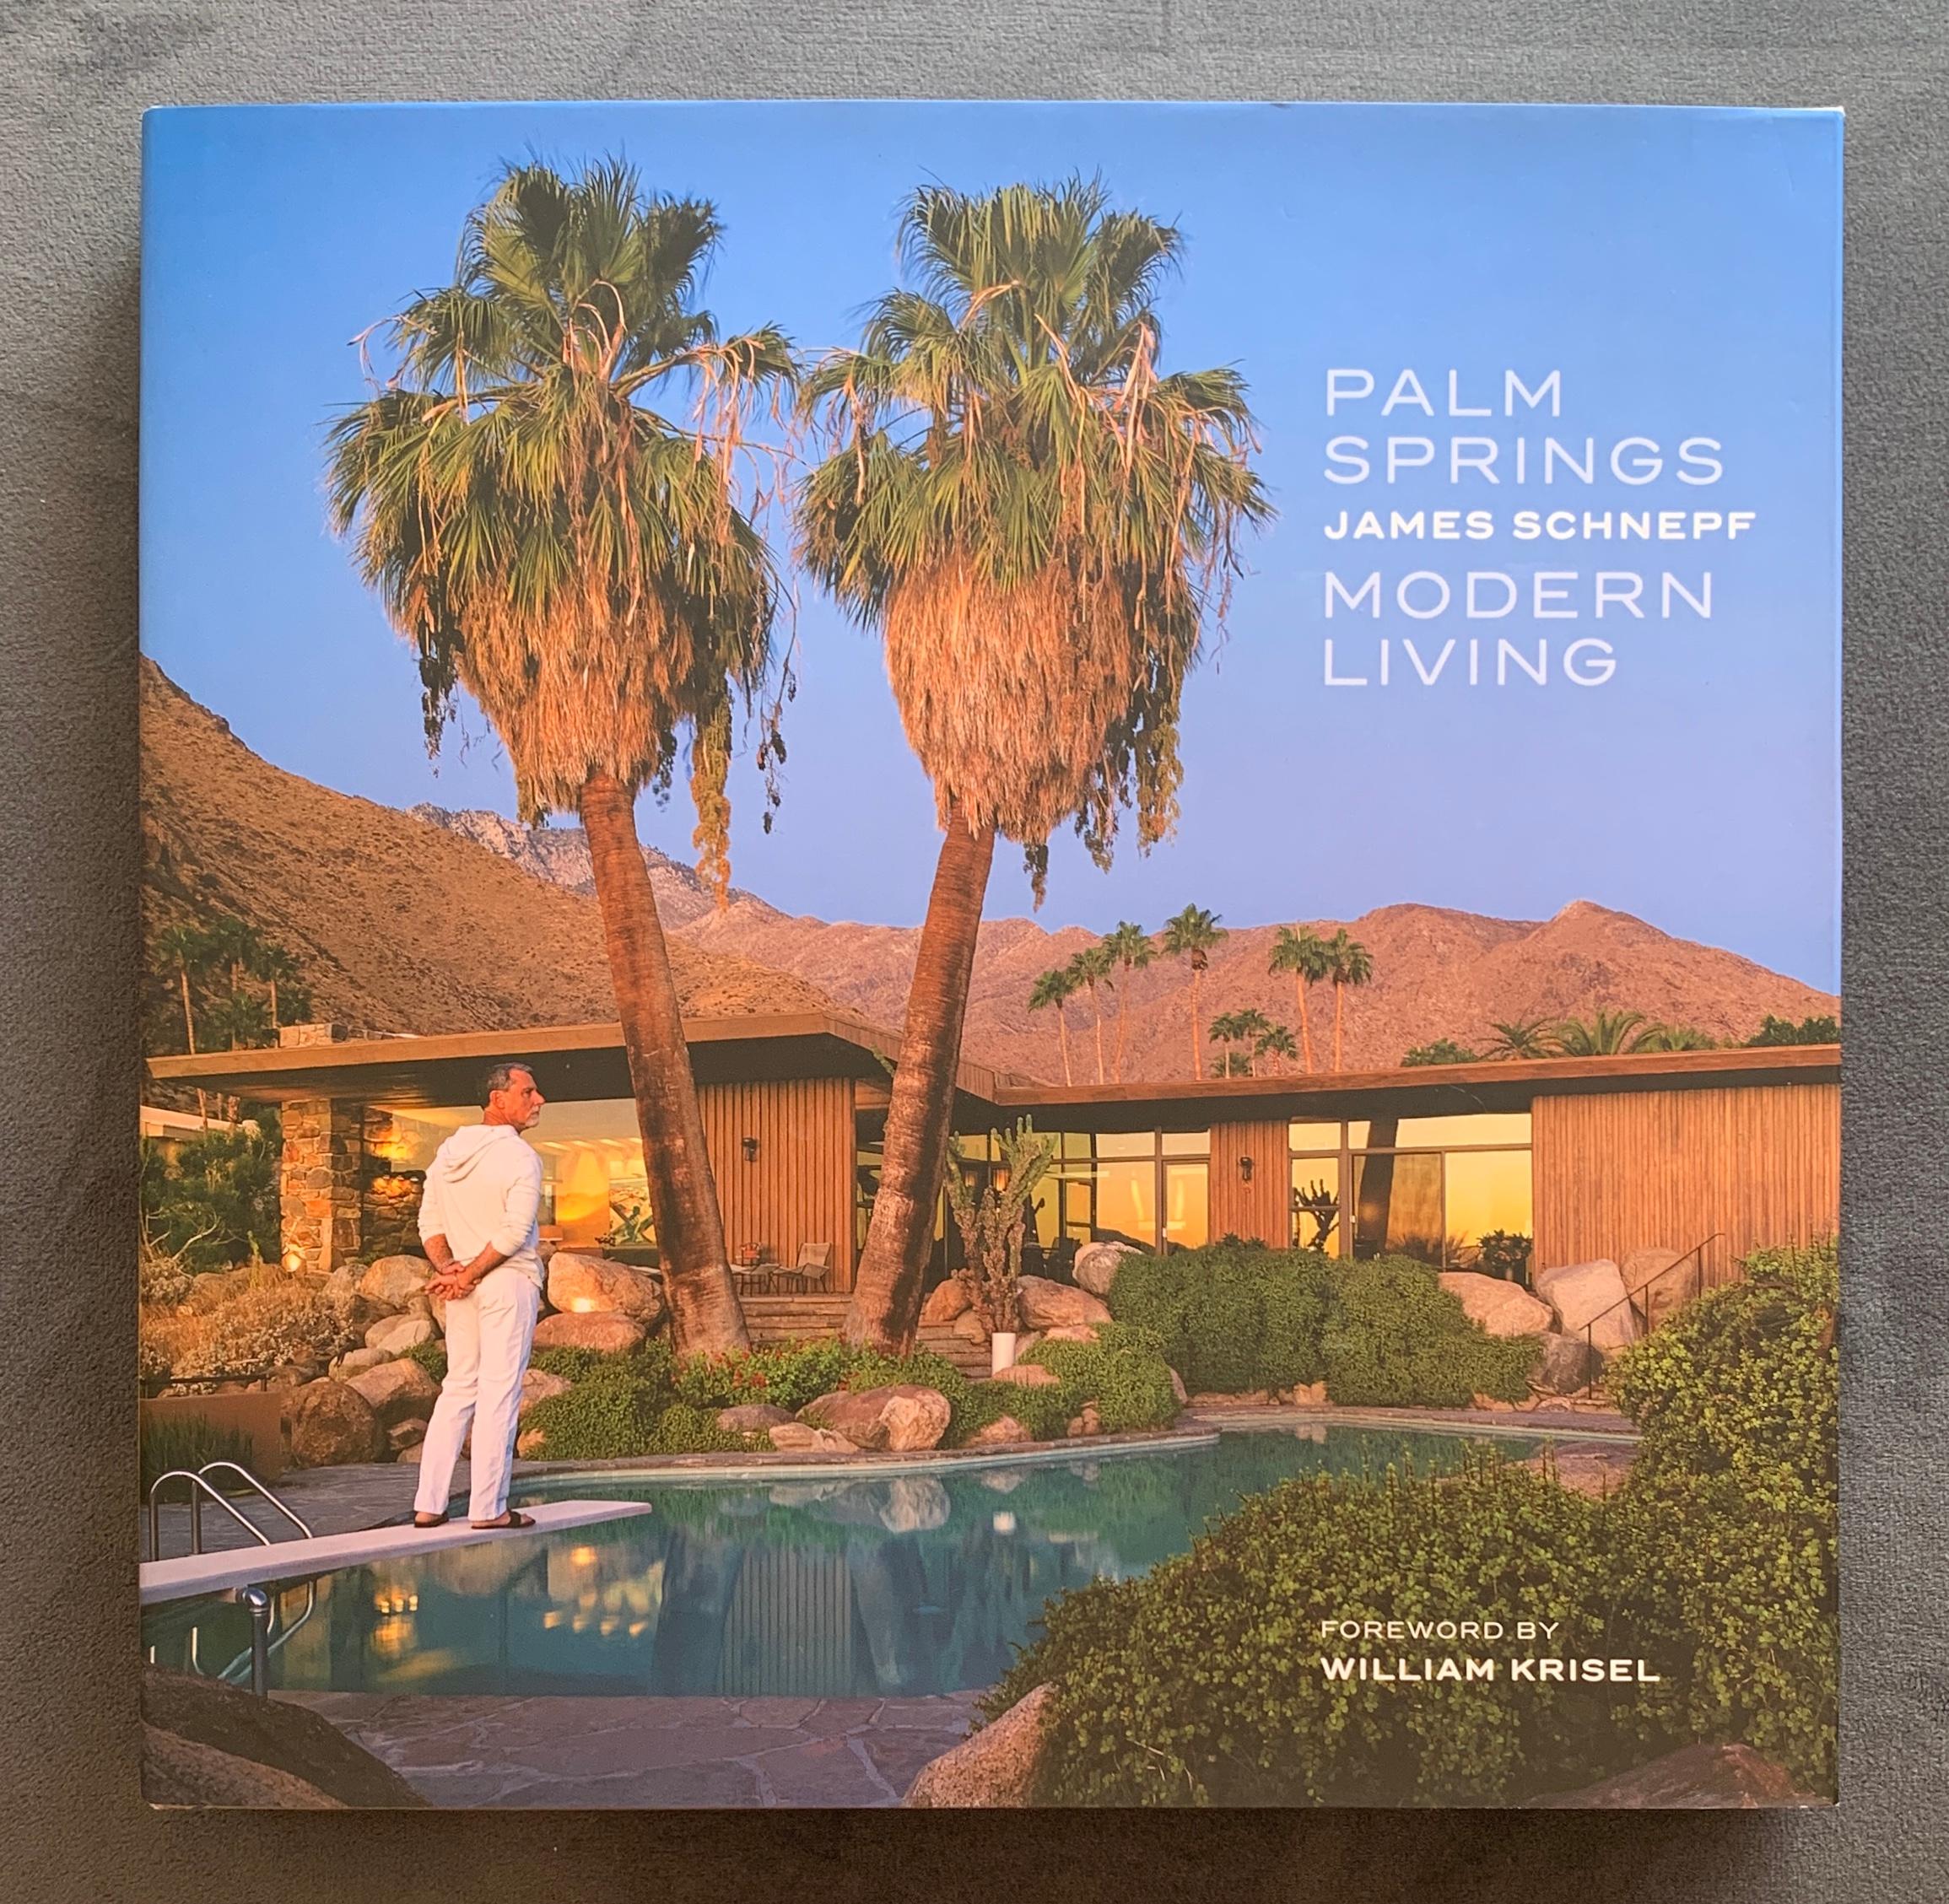 PALM
SPRINGS
JAMES SCHNEPF
MODERN
LIVING
FOREWORD BY
WILLIAM KRISEL